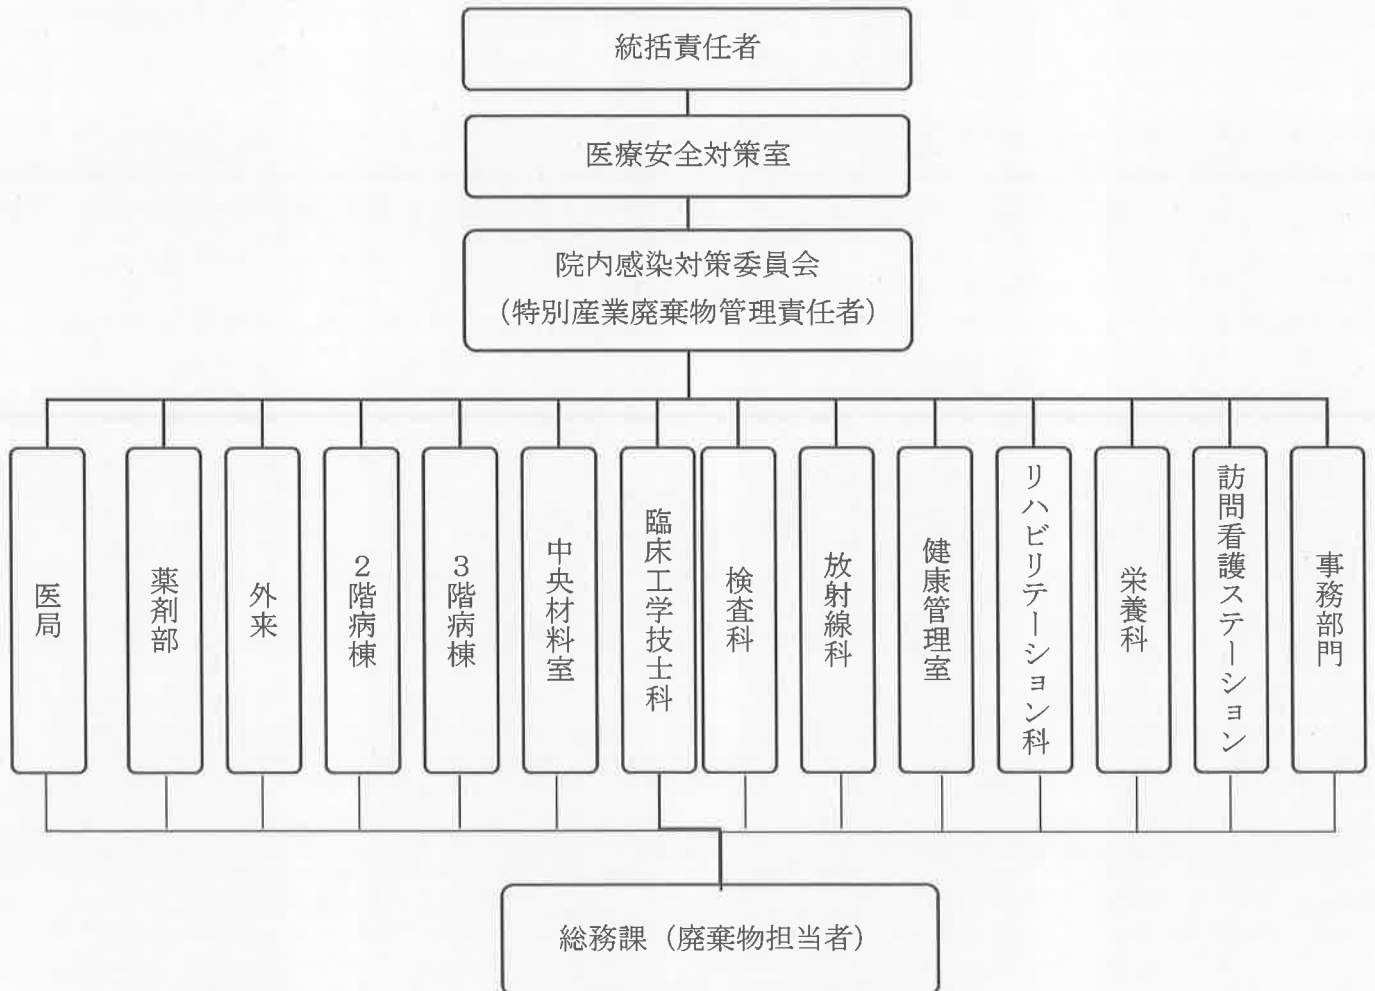 統括責任者
医療安全対策室
院内感染対策委員会
（特別産業廃棄物管理責任者）
医局
薬剤部
外来
2階病棟
3階病棟
中央材料室
臨床工学技士科
検査科
放射線科
健康管理室
リハビリテーション科
栄養科
訪問看護ステーション
事務部門
総務課（廃棄物担当者）